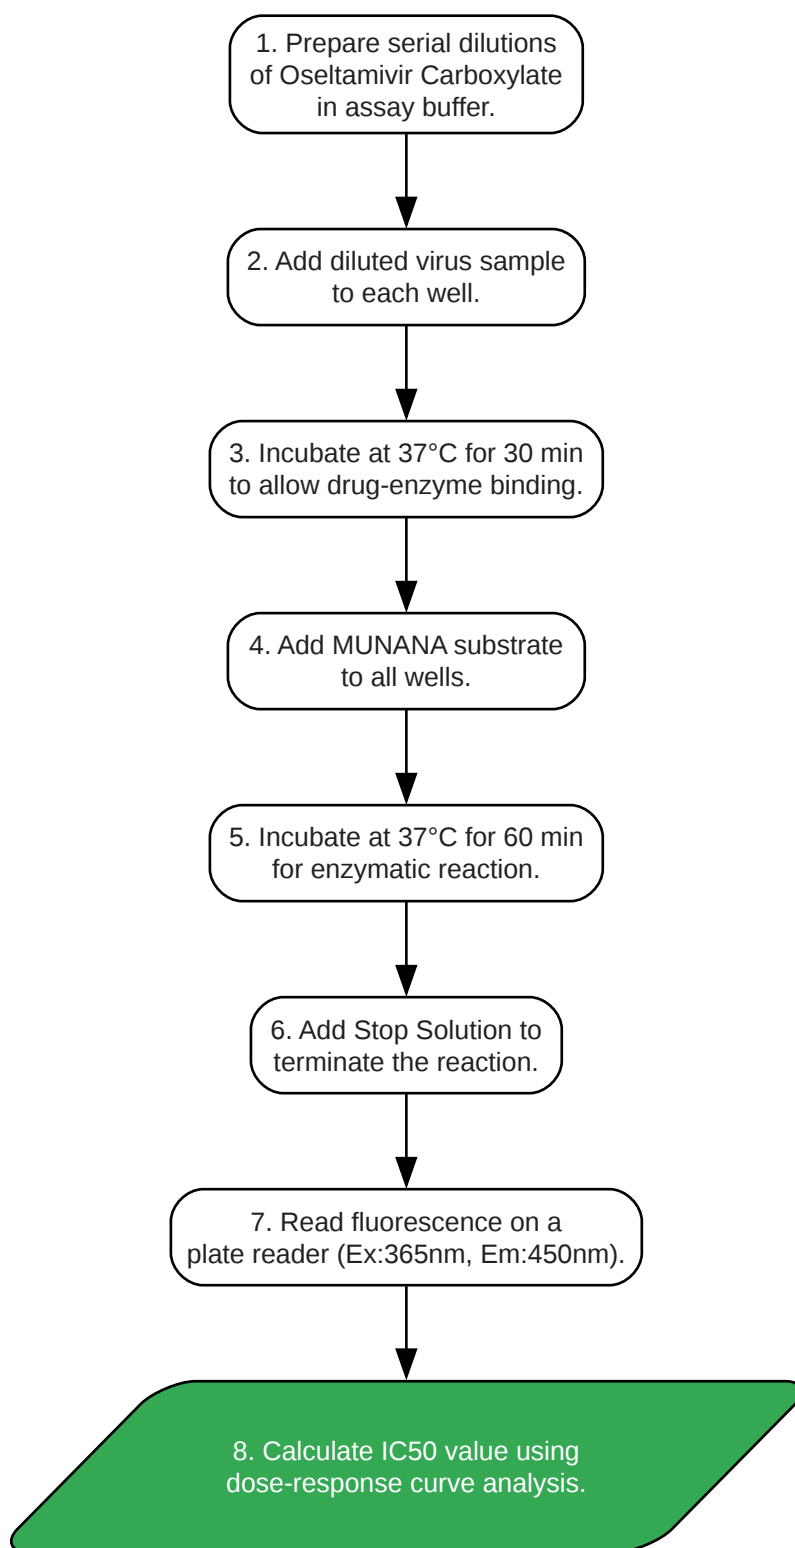 1. Prepare serial dilutions
of Oseltamivir Carboxylate
in assay buffer.
2. Add diluted virus sample
to each well.
3. Incubate at 37°C for 30 min
to allow drug-enzyme binding.
4. Add MUNANA substrate
to all wells.
5. Incubate at 37°C for 60 min
for enzymatic reaction.
6. Add Stop Solution to
terminate the reaction.
7. Read fluorescence on a
plate reader (Ex:365nm, Em:450nm).
8. Calculate IC50 value using
dose-response curve analysis.